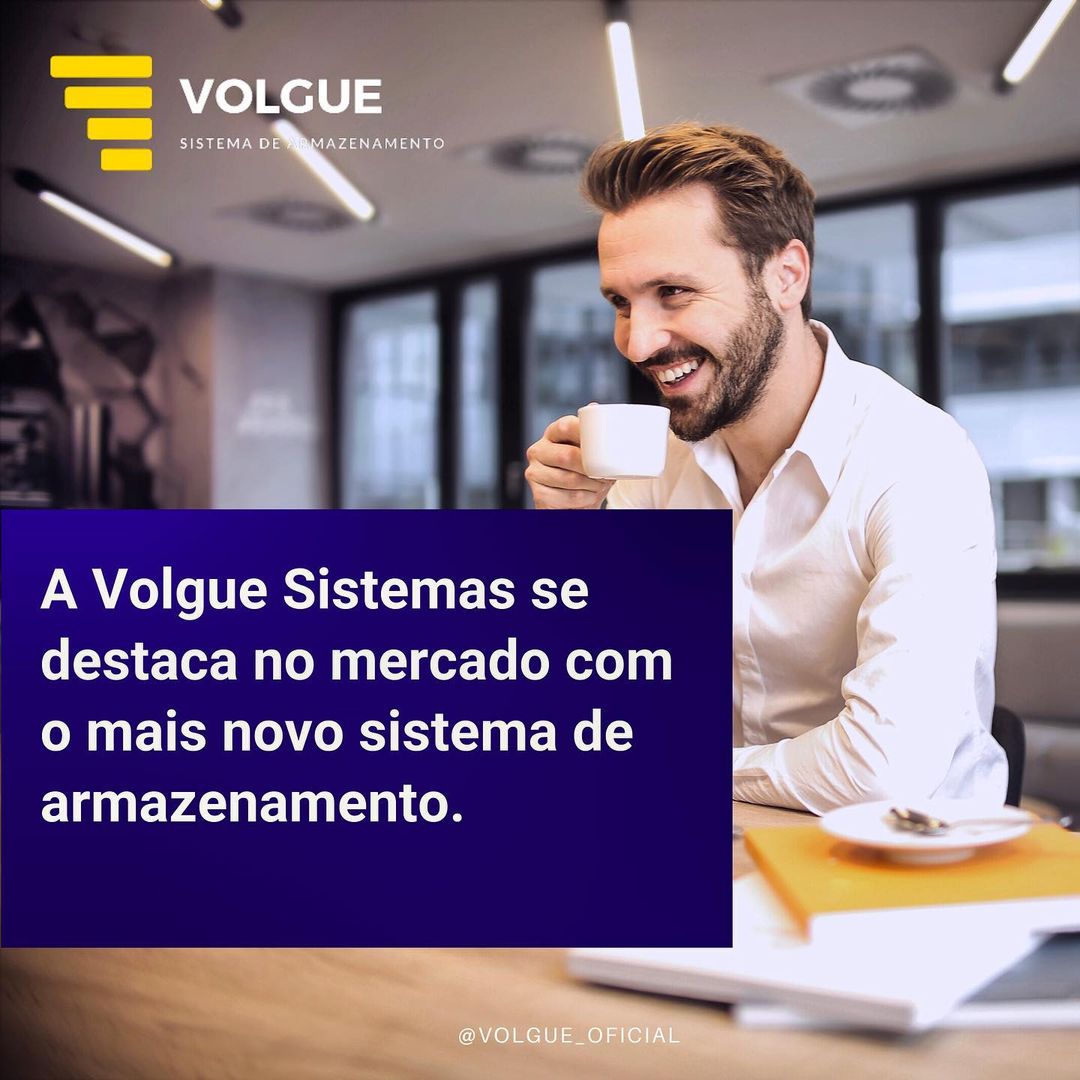 VOLGUE
SISTEMA DE ARMAZENAMENTO
A Volgue Sistemas se
destaca no mercado com
o mais novo sistema de
armazenamento.
@VOLGUE_OFICIAL